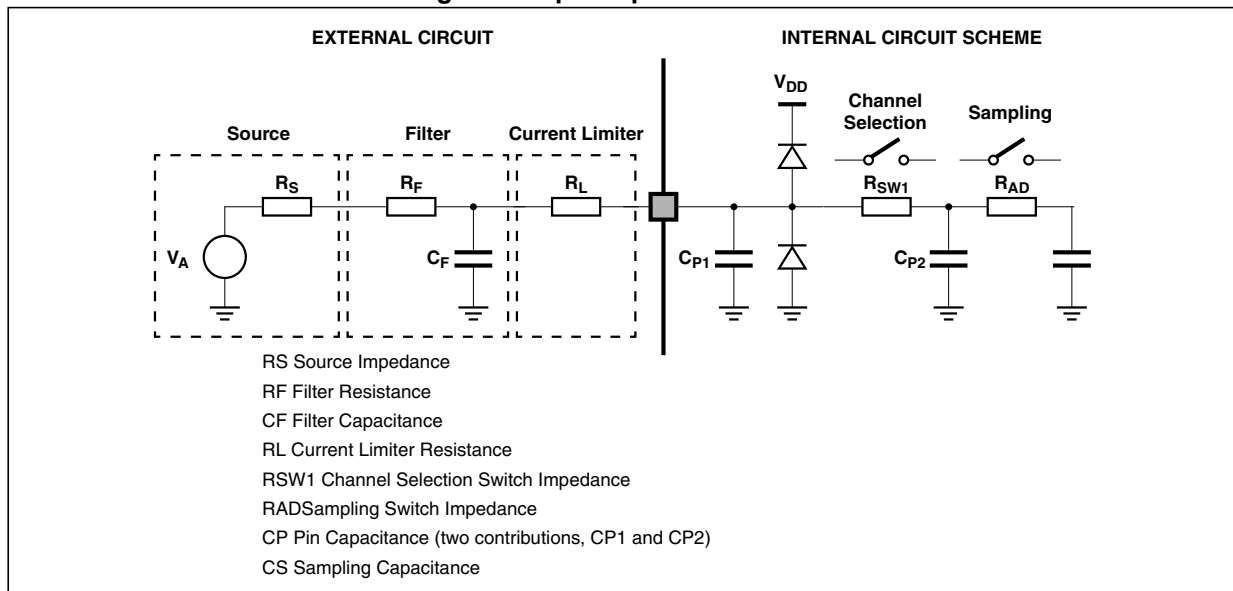 EXTERNAL CIRCUIT
INTERNAL CIRCUIT SCHEME
VDD
Channel
Selection
Sampling
Source
Filter
Current Limiter
RS
RF
RL
RSW1
RAD
VA
CF
CP1
CP2
RS Source Impedance
RF Filter Resistance
CF Filter Capacitance
RL Current Limiter Resistance
RSW1 Channel Selection Switch Impedance
RADSampling Switch Impedance
CP Pin Capacitance (two contributions, CP1 and CP2)
CS Sampling Capacitance